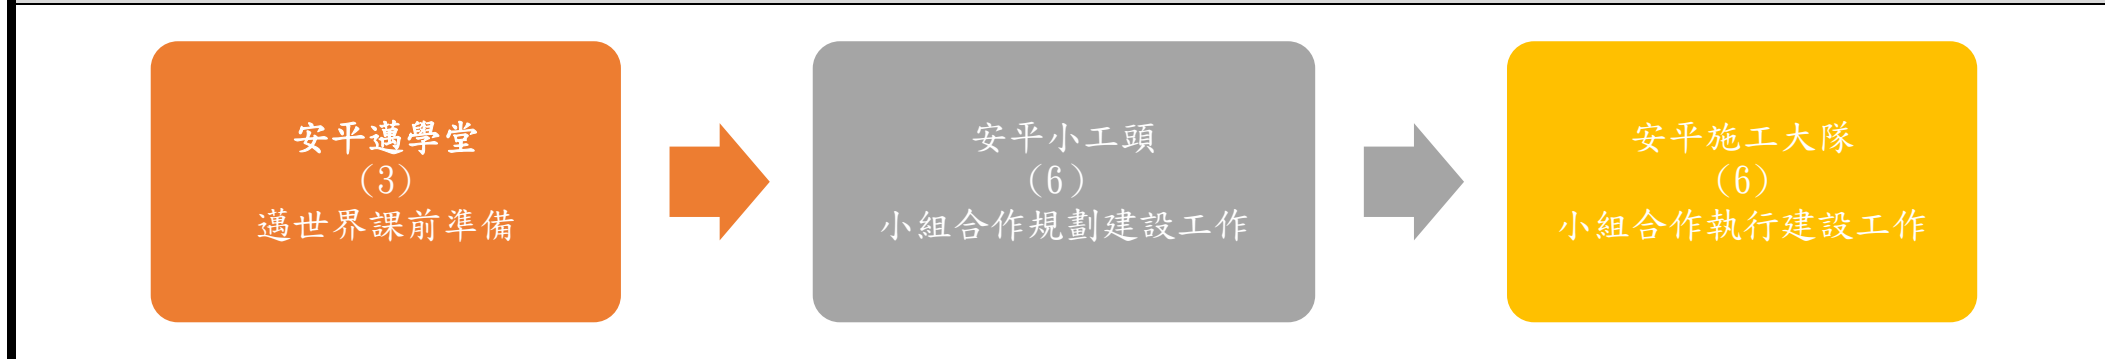 安平邁學堂
（3）
邁世界課前準備
安平小工頭
（6）
小組合作規劃建設工作
安平施工大隊
（6）
小組合作執行建設工作